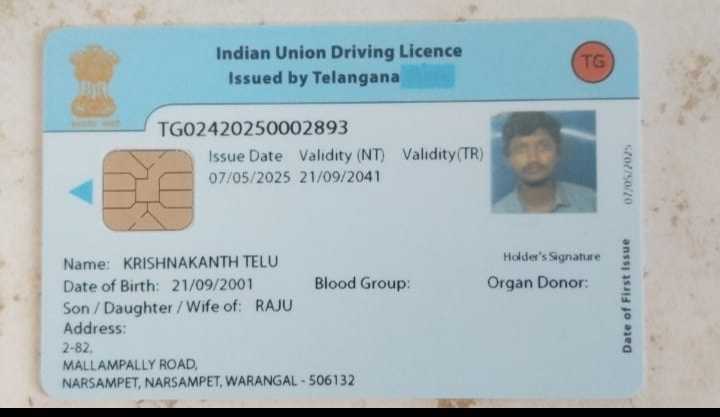 Indian Union Driving Licence
Issued by Telangana
TG
TG02420250002893
Issue Date Validity (NT) Validity(TR)
07/05/2025 21/09/2041
07/05/2025
Date of First Issue
Holder's Signature
Name: KRISHNAKANTH TELU
Date of Birth: 21/09/2001 Blood Group: Organ Donor:
Son / Daughter / Wife of: RAJU
Address:
2-82,
MALLAMPALLY ROAD,
NARSAMPET, NARSAMPET, WARANGAL - 506132